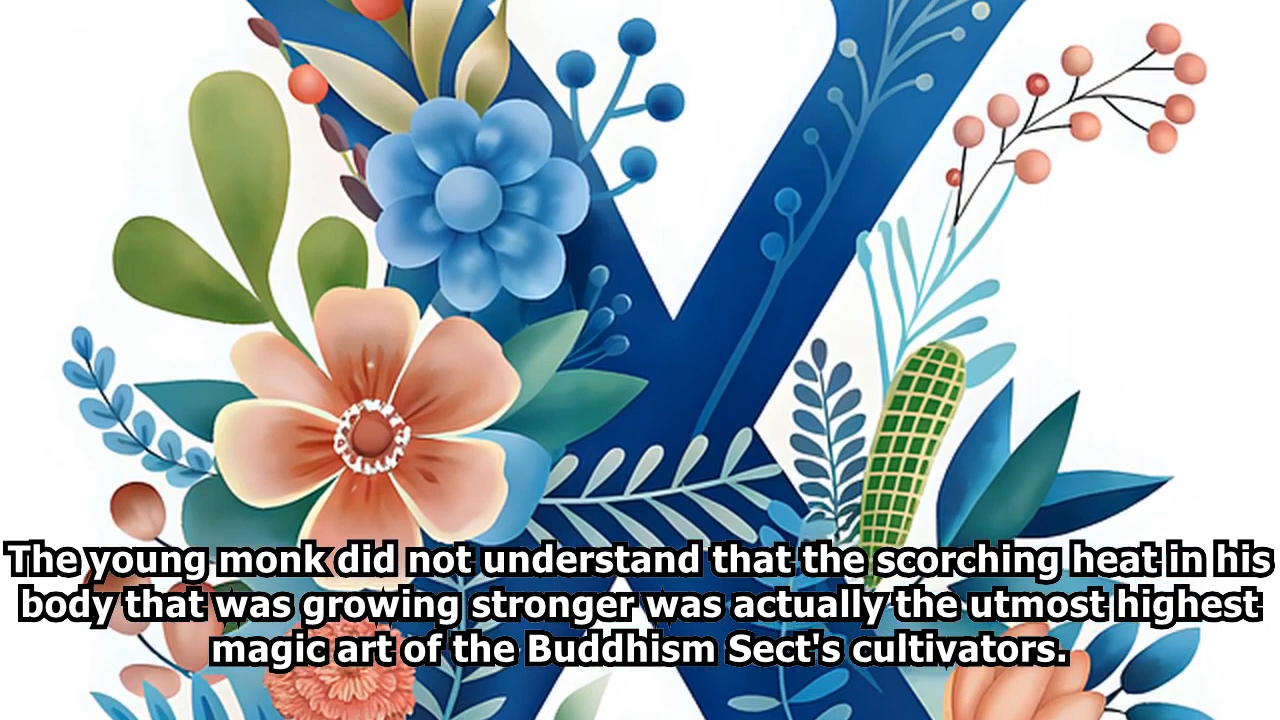 The young monk did not understand that the scorching heat in his
body that was growing stronger was actually the utmost highest
magic art of the Buddhism Sect's cultivators.